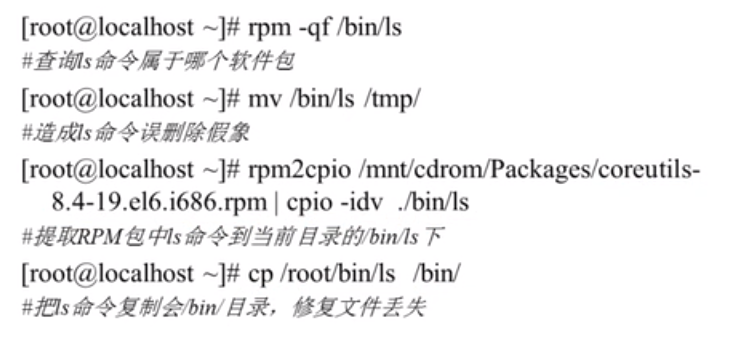 [root@localhost ~]# rpm -qf /bin/ls
#查询ls命令属于哪个软件包
[root@localhost ~]# mv /bin/ls /tmp/
#造成ls命令误删除假象
[root@localhost ~]# rpm2cpio /mnt/cdrom/Packages/coreutils-
8.4-19.el6.i686.rpm | cpio -idv ./bin/ls
#提取RPM包中ls命令到当前目录的/bin/ls下
[root@localhost ~]# cp /root/bin/ls /bin/
#把ls命令复制会/bin/目录，修复文件丢失